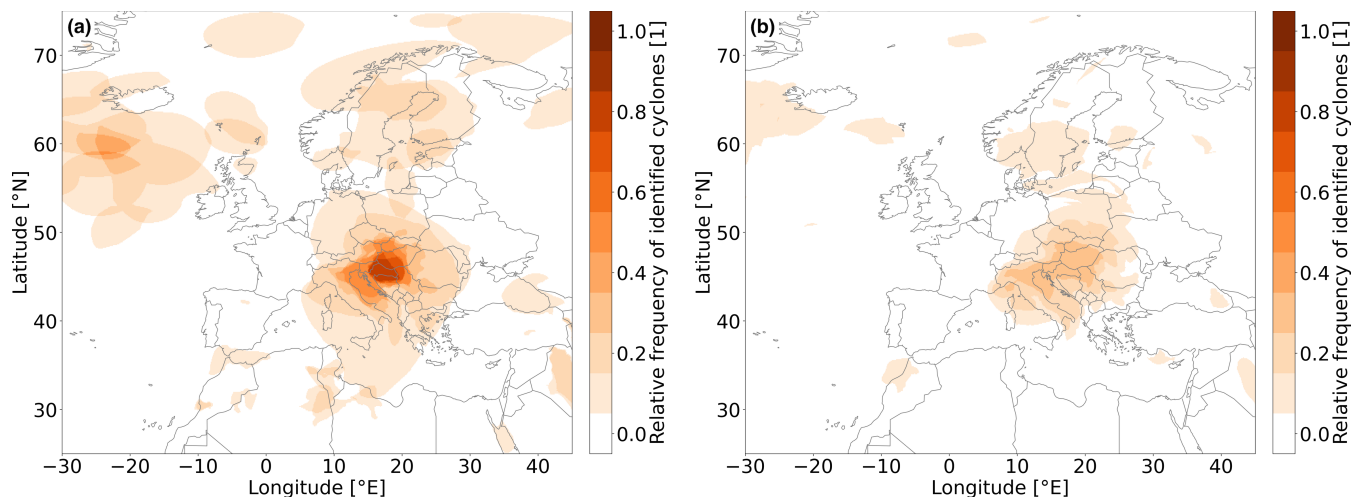 (a)
70
60
50
40
30
Latitude [°N]
−30 −20 −10 0 10 20 30 40
Longitude [°E]
1.0
0.8
0.6
0.4
0.2
0.0
Relative frequency of identified cyclones [1]
(b)
70
60
50
40
30
Latitude [°N]
−30 −20 −10 0 10 20 30 40
Longitude [°E]
1.0
0.8
0.6
0.4
0.2
0.0
Relative frequency of identified cyclones [1]